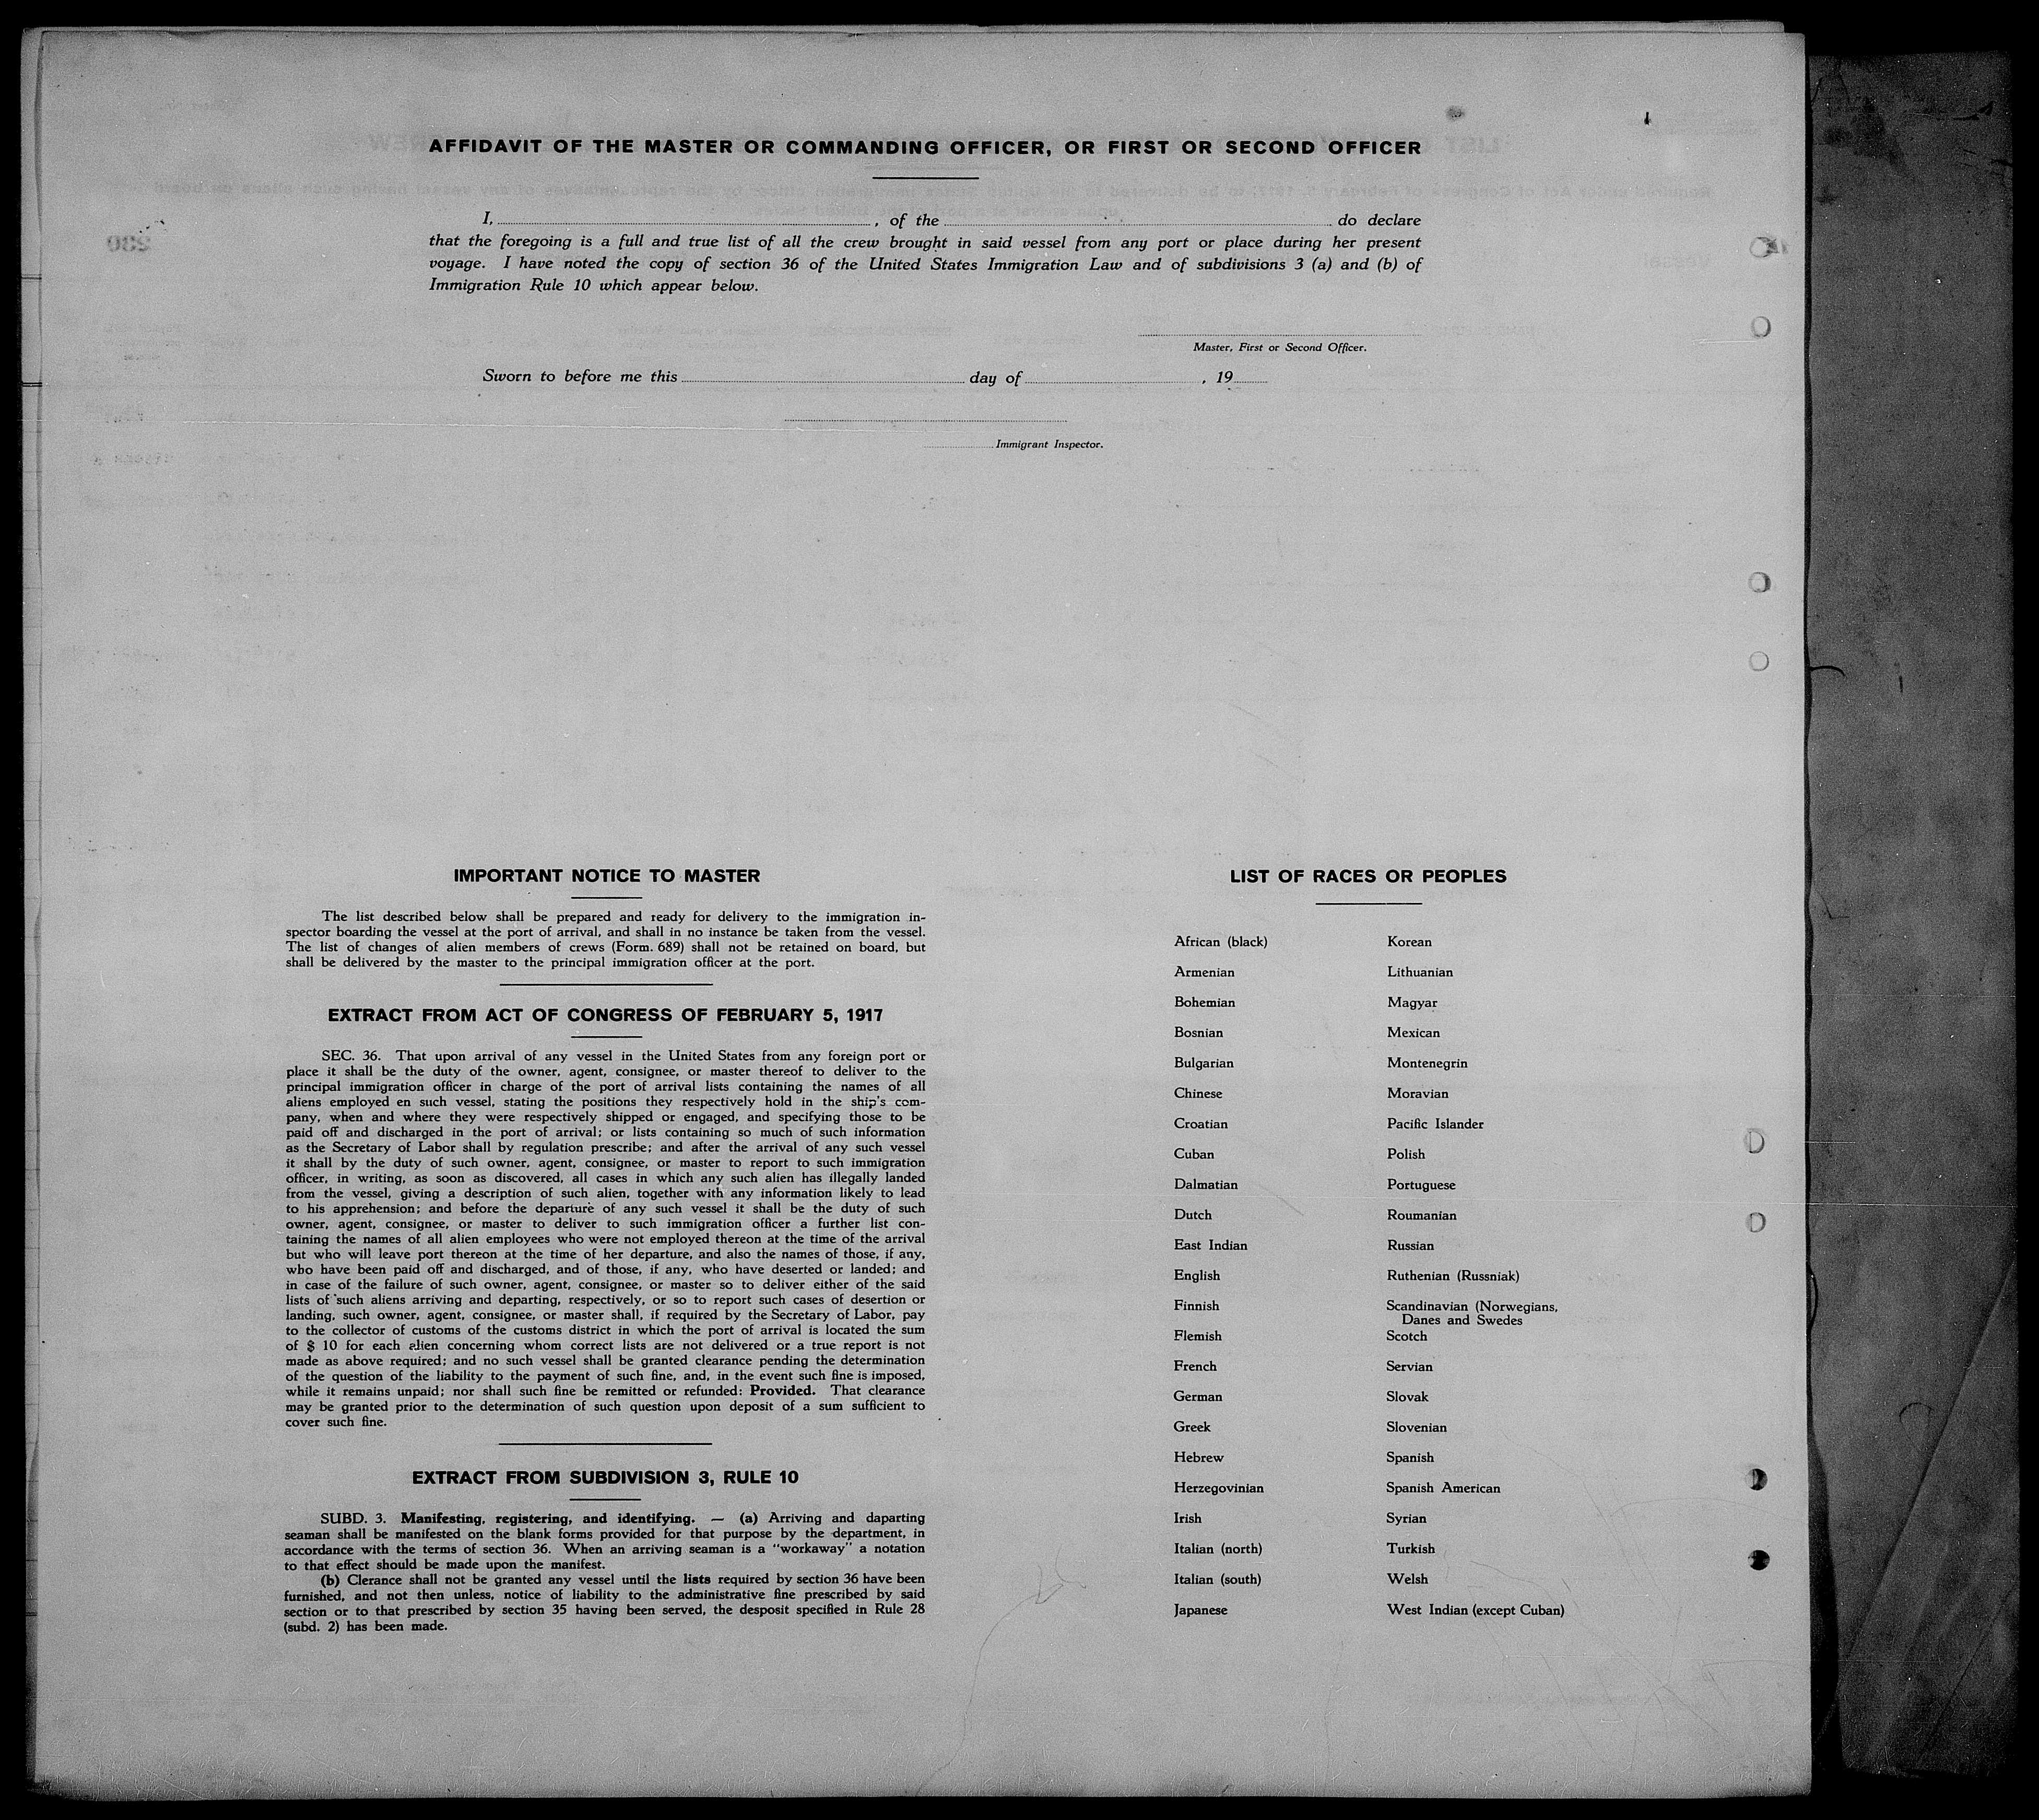 AFFIDAVIT OF THE MASTER OR COMMANDING OFFICER, OR FIRST OR SECOND OFFICER
I, , of the do declare
that the foregoing is a full and true list of all the crew brought in said vessel from any port or place during her present
voyage. I have noted the copy of section 36 of the United States Immigration Law and of subdivisions 3 (a) and (b) of
Immigration Rule 10 which appear below.
Master, First or Second Officer.
Sworn to before me this day of , 19
Immigrant Inspector.
IMPORTANT NOTICE TO MASTER
The list described below shall be prepared and ready for delivery to the immigration in-
spector boarding the vessel at the port of arrival, and shall in no instance be taken from the vessel.
The list of changes of alien members of crews (Form. 689) shall not be retained on board, but
shall be delivered by the master to the principal immigration officer at the port.
EXTRACT FROM ACT OF CONGRESS OF FEBRUARY 5, 1917
SEC. 36. That upon arrival of any vessel in the United States from any foreign port or
place it shall be the duty of the owner, agent, consignee, or master thereof to deliver to the
principal immigration officer in charge of the port of arrival lists containing the names of all
aliens employed en such vessel, stating the positions they respectively hold in the ship's com-
pany, when and where they were respectively shipped or engaged, and specifying those to be
paid off and discharged in the port of arrival; or lists containing so much of such information
as the Secretary of Labor shall by regulation prescribe; and after the arrival of any such vessel
it shall by the duty of such owner, agent, consignee, or master to report to such immigration
officer, in writing, as soon as discovered, all cases in which any such alien has illegally landed
from the vessel, giving a description of such alien, together with any information likely to lead
to his apprehension; and before the departure of any such vessel it shall be the duty of such
owner, agent, consignee, or master to deliver to such immigration officer a further list con-
taining the names of all alien employees who were not employed thereon at the time of the arrival
but who will leave port thereon at the time of her departure, and also the names of those, if any,
who have been paid off and discharged, and of those, if any, who have deserted or landed; and
in case of the failure of such owner, agent, consignee, or master so to deliver either of the said
lists of such aliens arriving and departing, respectively, or so to report such cases of desertion or
landing, such owner, agent, consignee, or master shall, if required by the Secretary of Labor, pay
to the collector of customs of the customs district in which the port of arrival is located the sum
of $ 10 for each alien concerning whom correct lists are not delivered or a true report is not
made as above required; and no such vessel shall be granted clearance pending the determination
of the question of the liability to the payment of such fine, and, in the event such fine is imposed,
while it remains unpaid; nor shall such fine be remitted or refunded: Provided. That clearance
may be granted prior to the determination of such question upon deposit of a sum sufficient to
cover such fine.
EXTRACT FROM SUBDIVISION 3, RULE 10
SUBD. 3. Manifesting, registering, and identifying. — (a) Arriving and daparting
seaman shall be manifested on the blank forms provided for that purpose by the department, in
accordance with the terms of section 36. When an arriving seaman is a "workaway" a notation
to that effect should be made upon the manifest.
(b) Clerance shall not be granted any vessel until the lists required by section 36 have been
furnished, and not then unless, notice of liability to the administrative fine prescribed by said
section or to that prescribed by section 35 having been served, the desposit specified in Rule 28
(subd. 2) has been made.
LIST OF RACES OR PEOPLES
African (black)
Armenian
Bohemian
Bosnian
Bulgarian
Chinese
Croatian
Cuban
Dalmatian
Dutch
East Indian
English
Finnish
Flemish
French
German
Greek
Hebrew
Herzegovinian
Irish
Italian (north)
Italian (south)
Japanese
Korean
Lithuanian
Magyar
Mexican
Montenegrin
Moravian
Pacific Islander
Polish
Portuguese
Roumanian
Russian
Ruthenian (Russniak)
Scandinavian (Norwegians,
Danes and Swedes
Scotch
Servian
Slovak
Slovenian
Spanish
Spanish American
Syrian
Turkish
Welsh
West Indian (except Cuban)